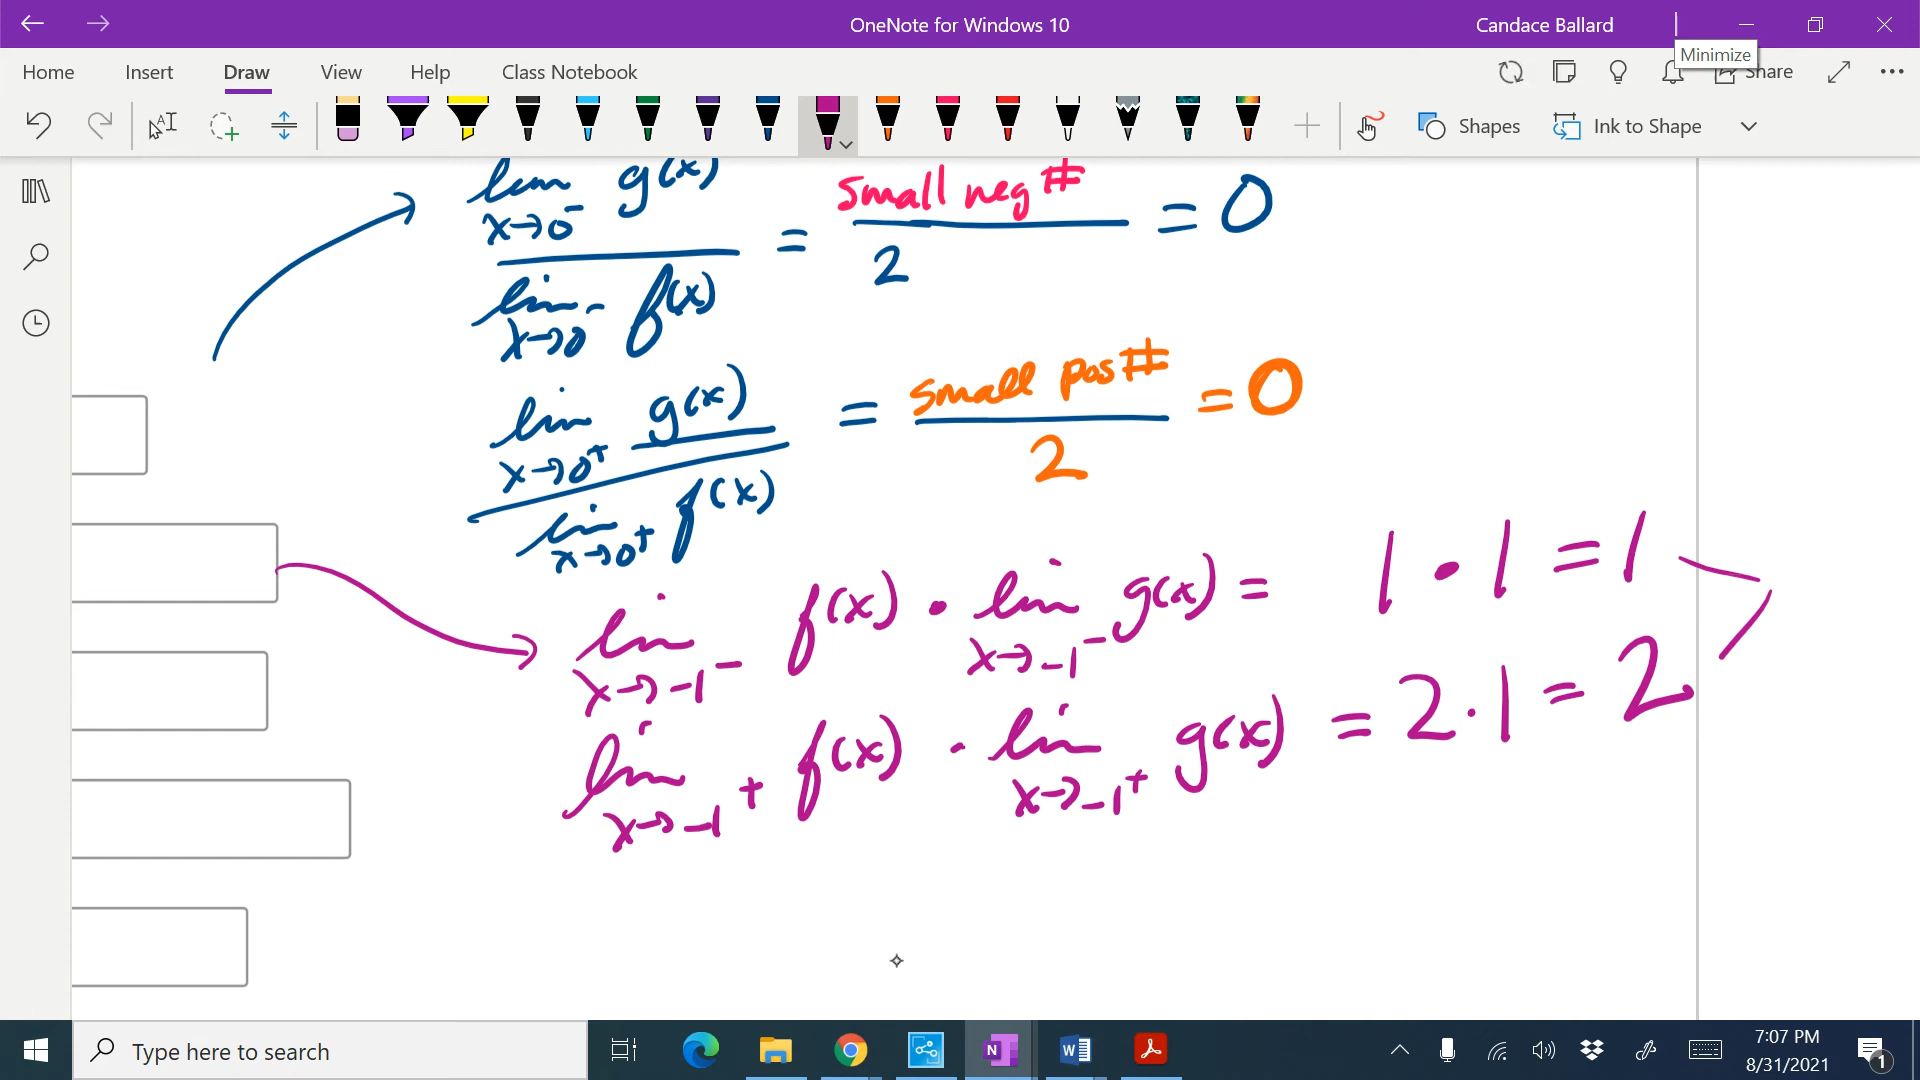 OneNote for Windows 10
Candace Ballard
Minimize
Home Insert Draw View Help Class Notebook
Share
Shapes
Ink to Shape
lim g(x)
x→0⁻
lim f(x)
x→0⁻
= small neg #
2
= 0
lim g(x)
x→0⁺
lim f(x)
x→0⁺
= small pos #
2
= 0
lim f(x) · lim g(x) = 1 · 1 = 1
x→-1⁻ x→-1⁻
lim f(x) · lim g(x) = 2 · 1 = 2
x→-1⁺ x→-1⁺
Type here to search
7:07 PM
8/31/2021
1